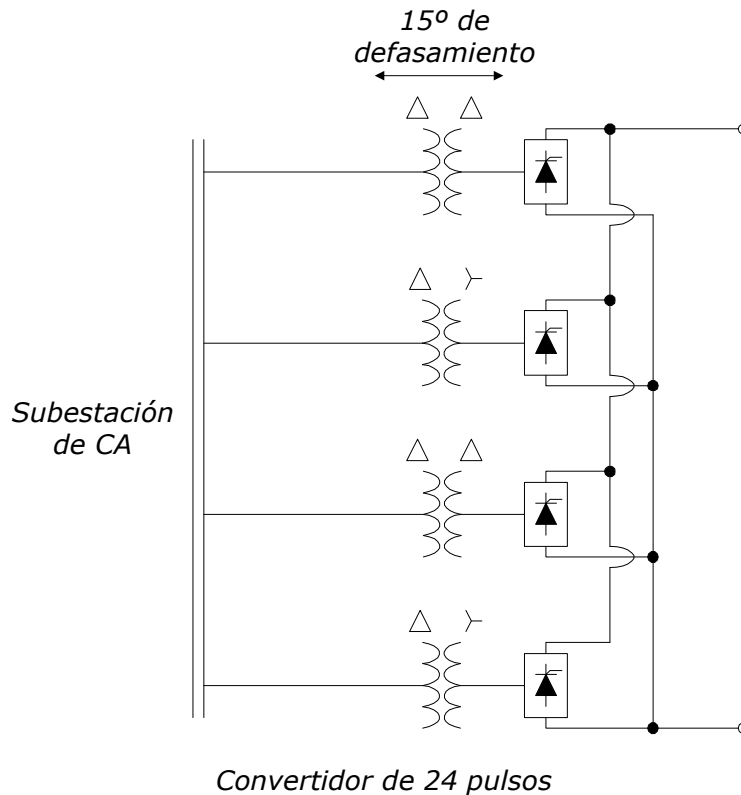 15º de
defasamiento
Subestación
de CA
Convertidor de 24 pulsos